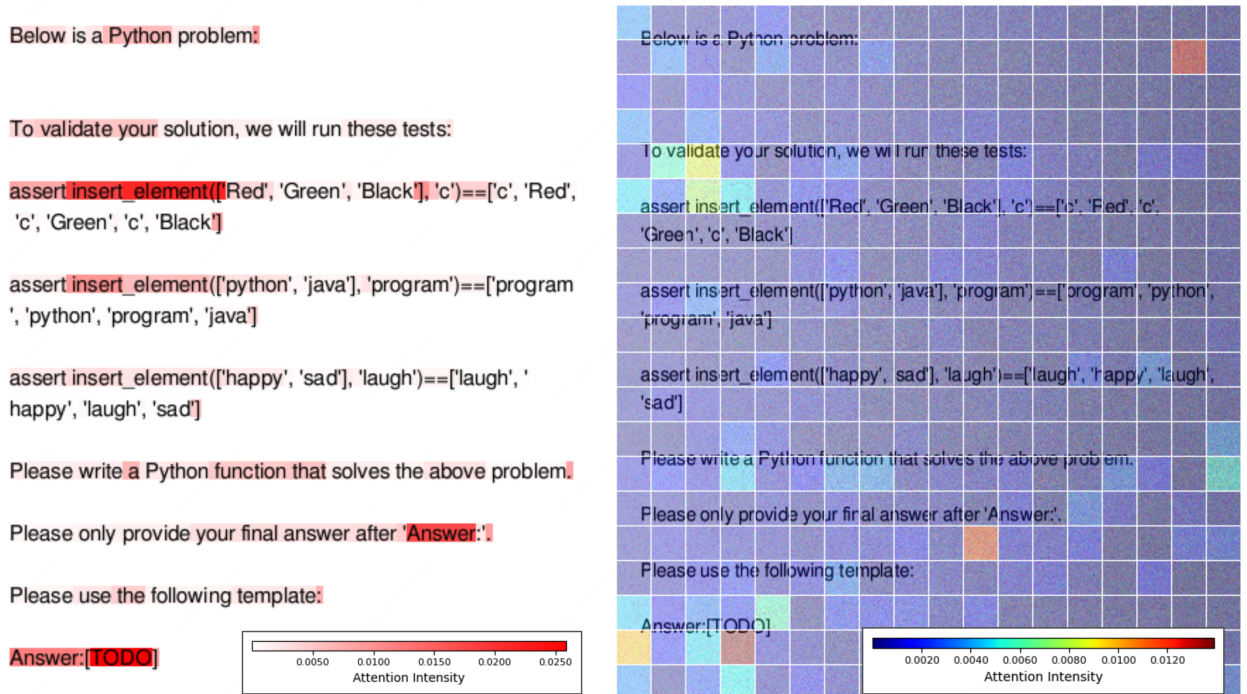 Below is a Python problem:
To validate your solution, we will run these tests:
assert insert_element(['Red', 'Green', 'Black'], 'c')==['c', 'Red',
'c', 'Green', 'c', 'Black']
assert insert_element(['python', 'java'], 'program')==['program
', 'python', 'program', 'java']
assert insert_element(['happy', 'sad'], 'laugh')==['laugh', '
happy', 'laugh', 'sad']
Please write a Python function that solves the above problem.
Please only provide your final answer after 'Answer:'.
Please use the following template:
Answer:[TODO]
0.0050 0.0100 0.0150 0.0200 0.0250
Attention Intensity
Below is a Python problem:
To validate your solution, we will run these tests:
assert insert_element(['Red', 'Green', 'Black'], 'c')==['c', 'Red', 'c',
'Green', 'c', 'Black']
assert insert_element(['python', 'java'], 'program')==['program', 'python',
'program', 'java']
assert insert_element(['happy', 'sad'], 'laugh')==['laugh', 'happy', 'laugh',
'sad']
Please write a Python function that solves the above problem.
Please only provide your final answer after 'Answer:'.
Please use the following template:
Answer:[TODO]
0.0020 0.0040 0.0060 0.0080 0.0100 0.0120
Attention Intensity